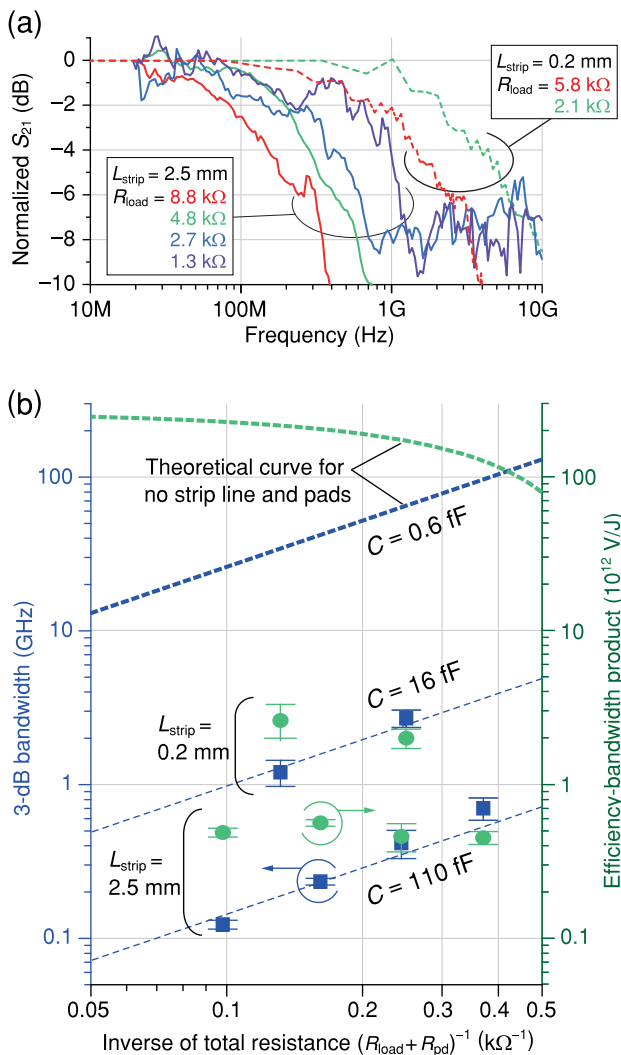 (a)
0
−2
−4
−6
−8
−10
Normalized S21 (dB)
10M 100M 1G 10G
Frequency (Hz)
Lstrip = 2.5 mm
Rload = 8.8 kΩ
4.8 kΩ
2.7 kΩ
1.3 kΩ
Lstrip = 0.2 mm
Rload = 5.8 kΩ
2.1 kΩ
(b)
100
10
1
0.1
3-dB bandwidth (GHz)
Theoretical curve for
no strip line and pads
C = 0.6 fF
C = 16 fF
C = 110 fF
Lstrip =
0.2 mm
Lstrip =
2.5 mm
100
10
1
0.1
Efficiency-bandwidth product (10¹² V/J)
0.05 0.1 0.2 0.3 0.4 0.5
Inverse of total resistance (Rload + Rpd)⁻¹ (kΩ⁻¹)